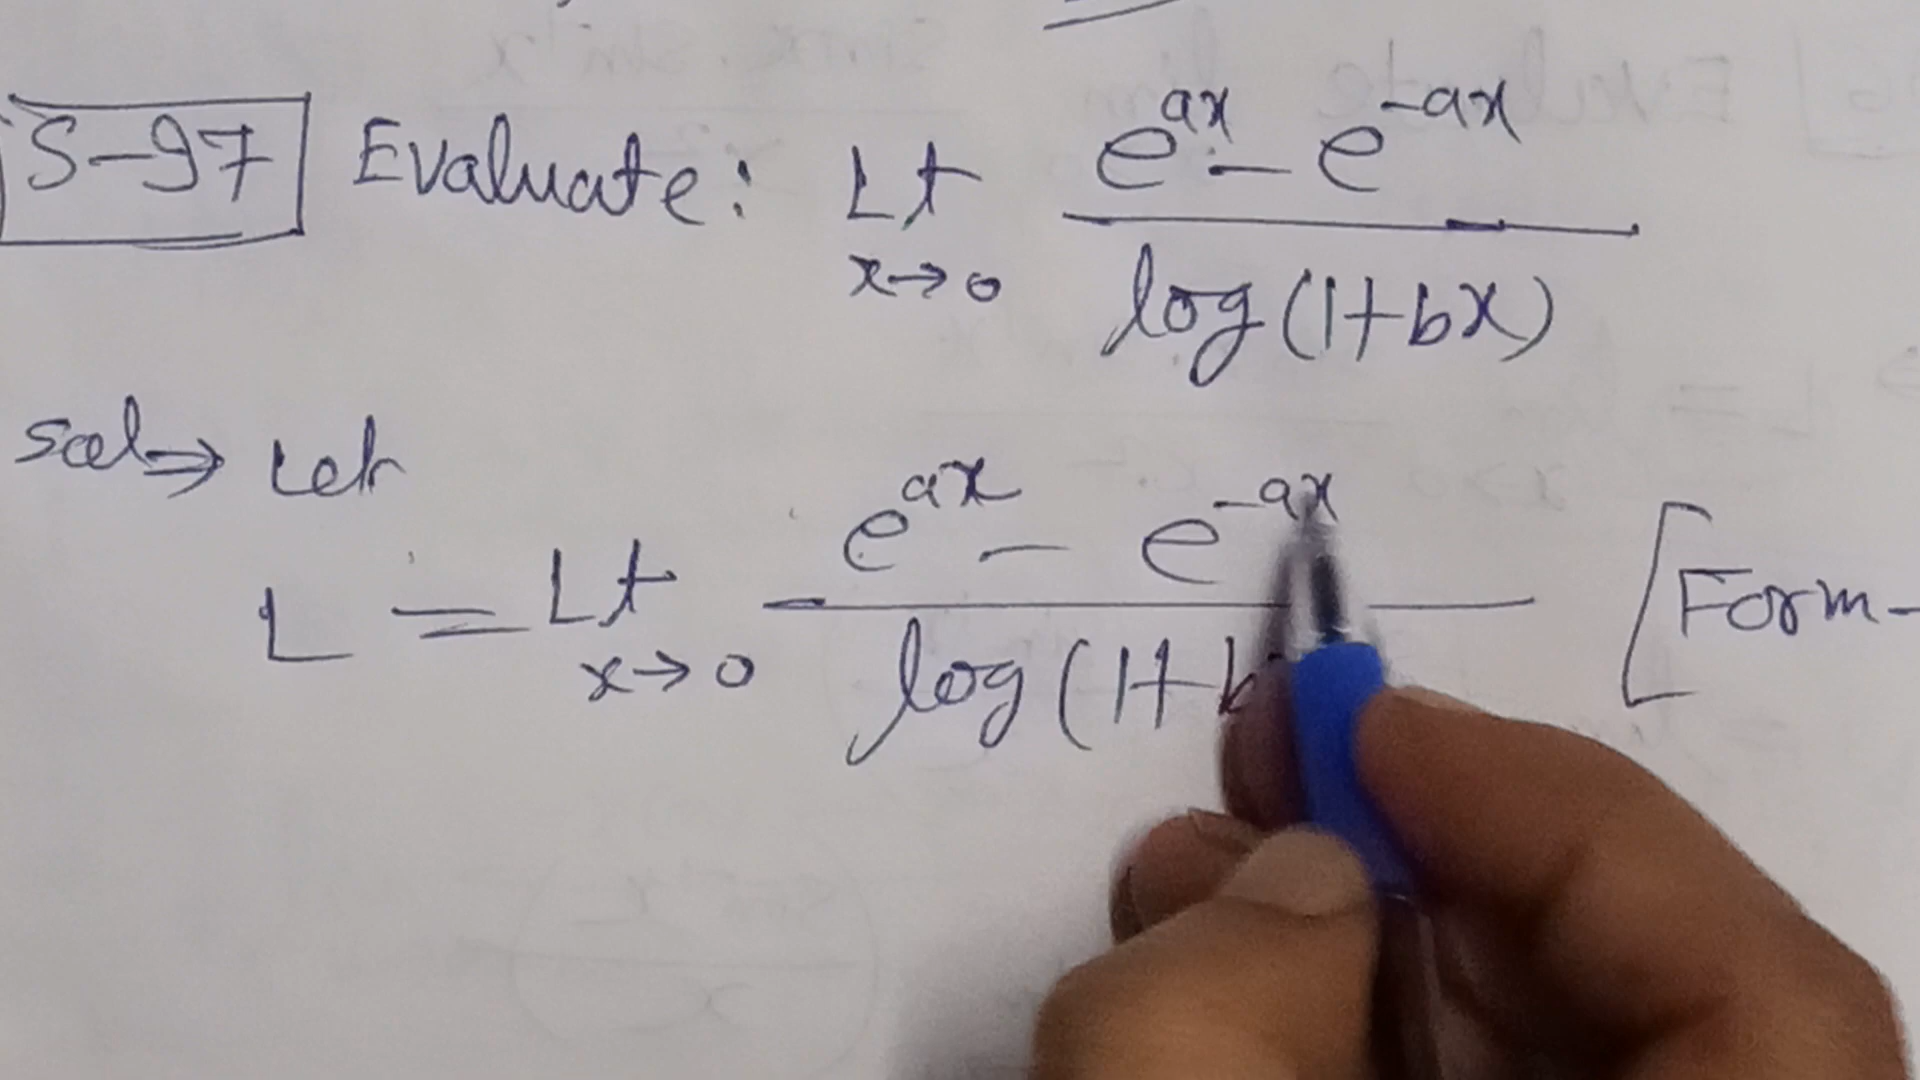 S-97 Evaluate: Lt x→0 e^ax - e^-ax / log(1+bx)
Sol⇒ Let
L = Lt x→0 e^ax - e^-ax / log(1+b [Form-